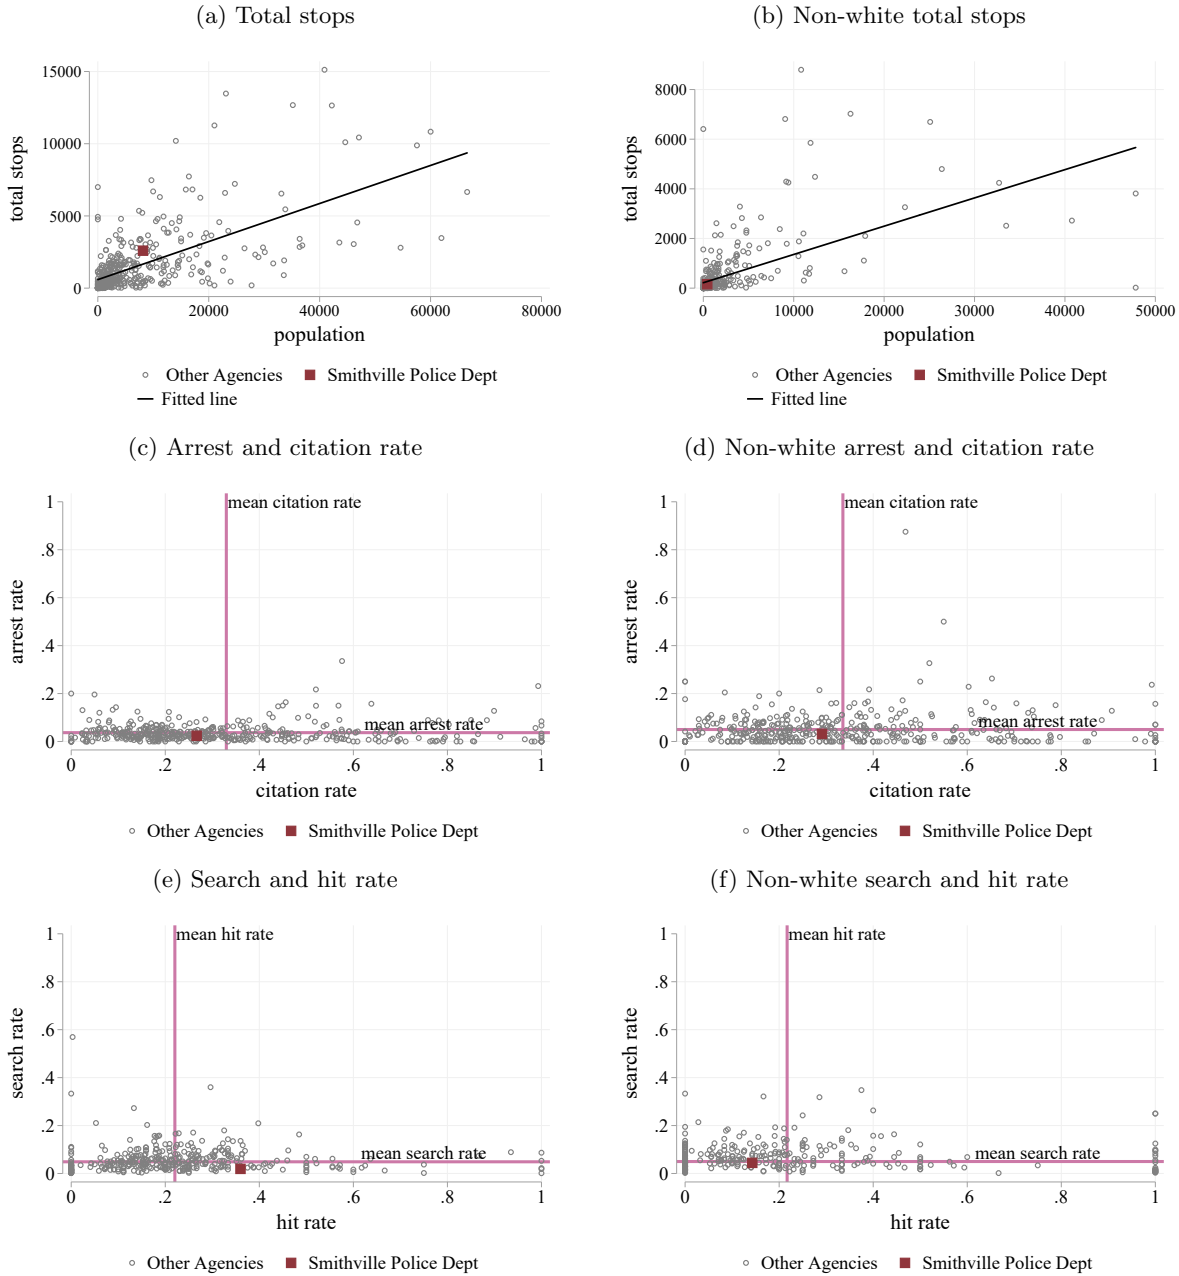 (a) Total stops
(b) Non-white total stops
15000
10000
5000
0
total stops
0 20000 40000 60000 80000
population
Other Agencies Smithville Police Dept
Fitted line
8000
6000
4000
2000
0
total stops
0 10000 20000 30000 40000 50000
population
Other Agencies Smithville Police Dept
Fitted line
(c) Arrest and citation rate
(d) Non-white arrest and citation rate
1
.8
.6
.4
.2
0
arrest rate
mean citation rate
mean arrest rate
0 .2 .4 .6 .8 1
citation rate
Other Agencies Smithville Police Dept
1
.8
.6
.4
.2
0
arrest rate
mean citation rate
mean arrest rate
0 .2 .4 .6 .8 1
citation rate
Other Agencies Smithville Police Dept
(e) Search and hit rate
(f) Non-white search and hit rate
1
.8
.6
.4
.2
0
search rate
mean hit rate
mean search rate
0 .2 .4 .6 .8 1
hit rate
Other Agencies Smithville Police Dept
1
.8
.6
.4
.2
0
search rate
mean hit rate
mean search rate
0 .2 .4 .6 .8 1
hit rate
Other Agencies Smithville Police Dept